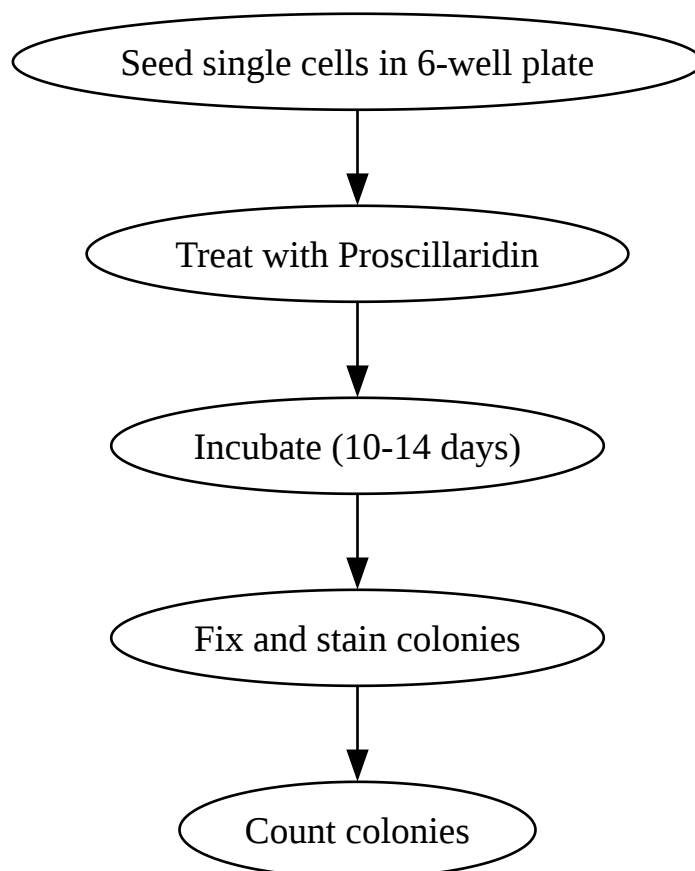 Seed single cells in 6-well plate
Treat with Proscillaridin
Incubate (10-14 days)
Fix and stain colonies
Count colonies